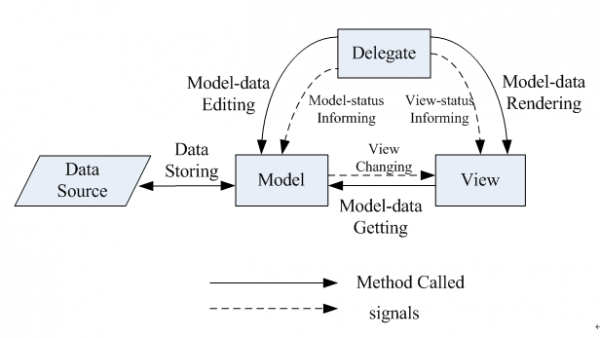 Delegate
Model-data
Editing
Model-status
Informing
View-status
Informing
Model-data
Rendering
Data
Source
Data
Storing
Model
View
Changing
View
Model-data
Getting
Method Called
signals